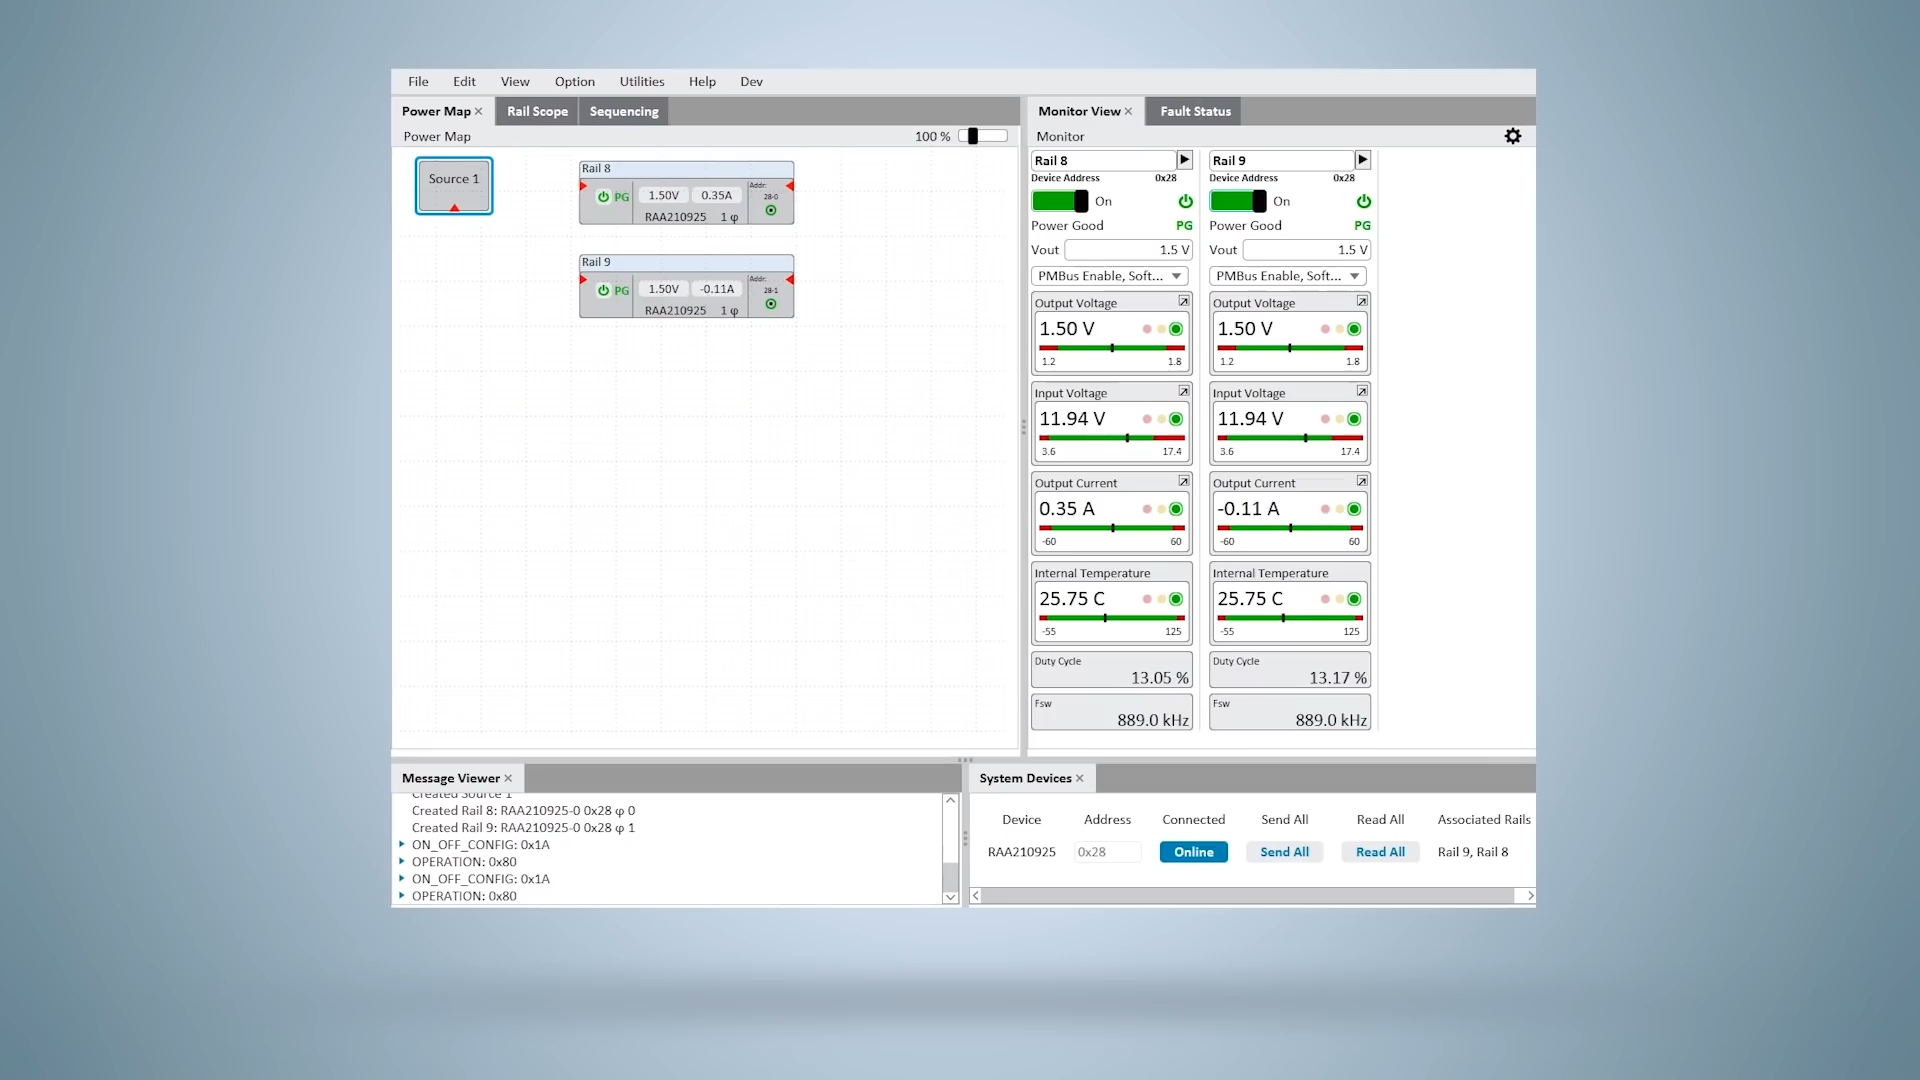 File Edit View Option Utilities Help Dev
Power Map Rail Scope Sequencing
Power Map 100 %
Source 1
Rail 8
PG 1.50V 0.35A Addr: 28-0
RAA210925 1 φ
Rail 9
PG 1.50V -0.11A Addr: 28-1
RAA210925 1 φ
Monitor View Fault Status
Monitor
Rail 8
Device Address 0x28
On
Power Good PG
Vout 1.5 V
PMBus Enable, Soft...
Output Voltage
1.50 V
1.2 1.8
Input Voltage
11.94 V
3.6 17.4
Output Current
0.35 A
-60 60
Internal Temperature
25.75 C
-55 125
Duty Cycle
13.05 %
Fsw
889.0 kHz
Rail 9
Device Address 0x28
On
Power Good PG
Vout 1.5 V
PMBus Enable, Soft...
Output Voltage
1.50 V
1.2 1.8
Input Voltage
11.94 V
3.6 17.4
Output Current
-0.11 A
-60 60
Internal Temperature
25.75 C
-55 125
Duty Cycle
13.17 %
Fsw
889.0 kHz
Message Viewer
Created Source 1
Created Rail 8: RAA210925-0 0x28 φ 0
Created Rail 9: RAA210925-0 0x28 φ 1
ON_OFF_CONFIG: 0x1A
OPERATION: 0x80
ON_OFF_CONFIG: 0x1A
OPERATION: 0x80
System Devices
Device Address Connected Send All Read All Associated Rails
RAA210925 0x28 Online Send All Read All Rail 9, Rail 8